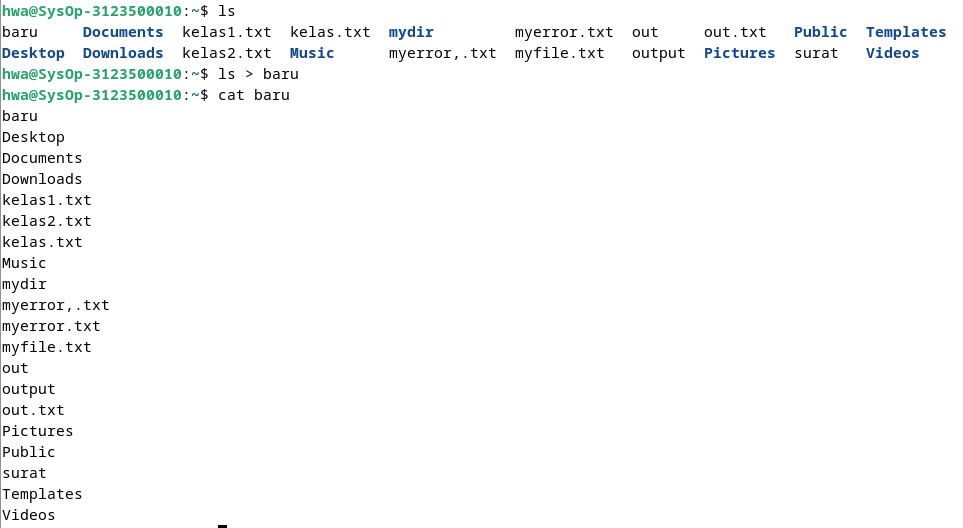 hwa@SysOp-3123500010:~$ ls
baru     Documents  kelas1.txt  kelas.txt  mydir         myerror.txt  out     out.txt   Public  Templates
Desktop  Downloads  kelas2.txt  Music      myerror,.txt  myfile.txt   output  Pictures  surat   Videos
hwa@SysOp-3123500010:~$ ls > baru
hwa@SysOp-3123500010:~$ cat baru
baru
Desktop
Documents
Downloads
kelas1.txt
kelas2.txt
kelas.txt
Music
mydir
myerror,.txt
myerror.txt
myfile.txt
out
output
out.txt
Pictures
Public
surat
Templates
Videos